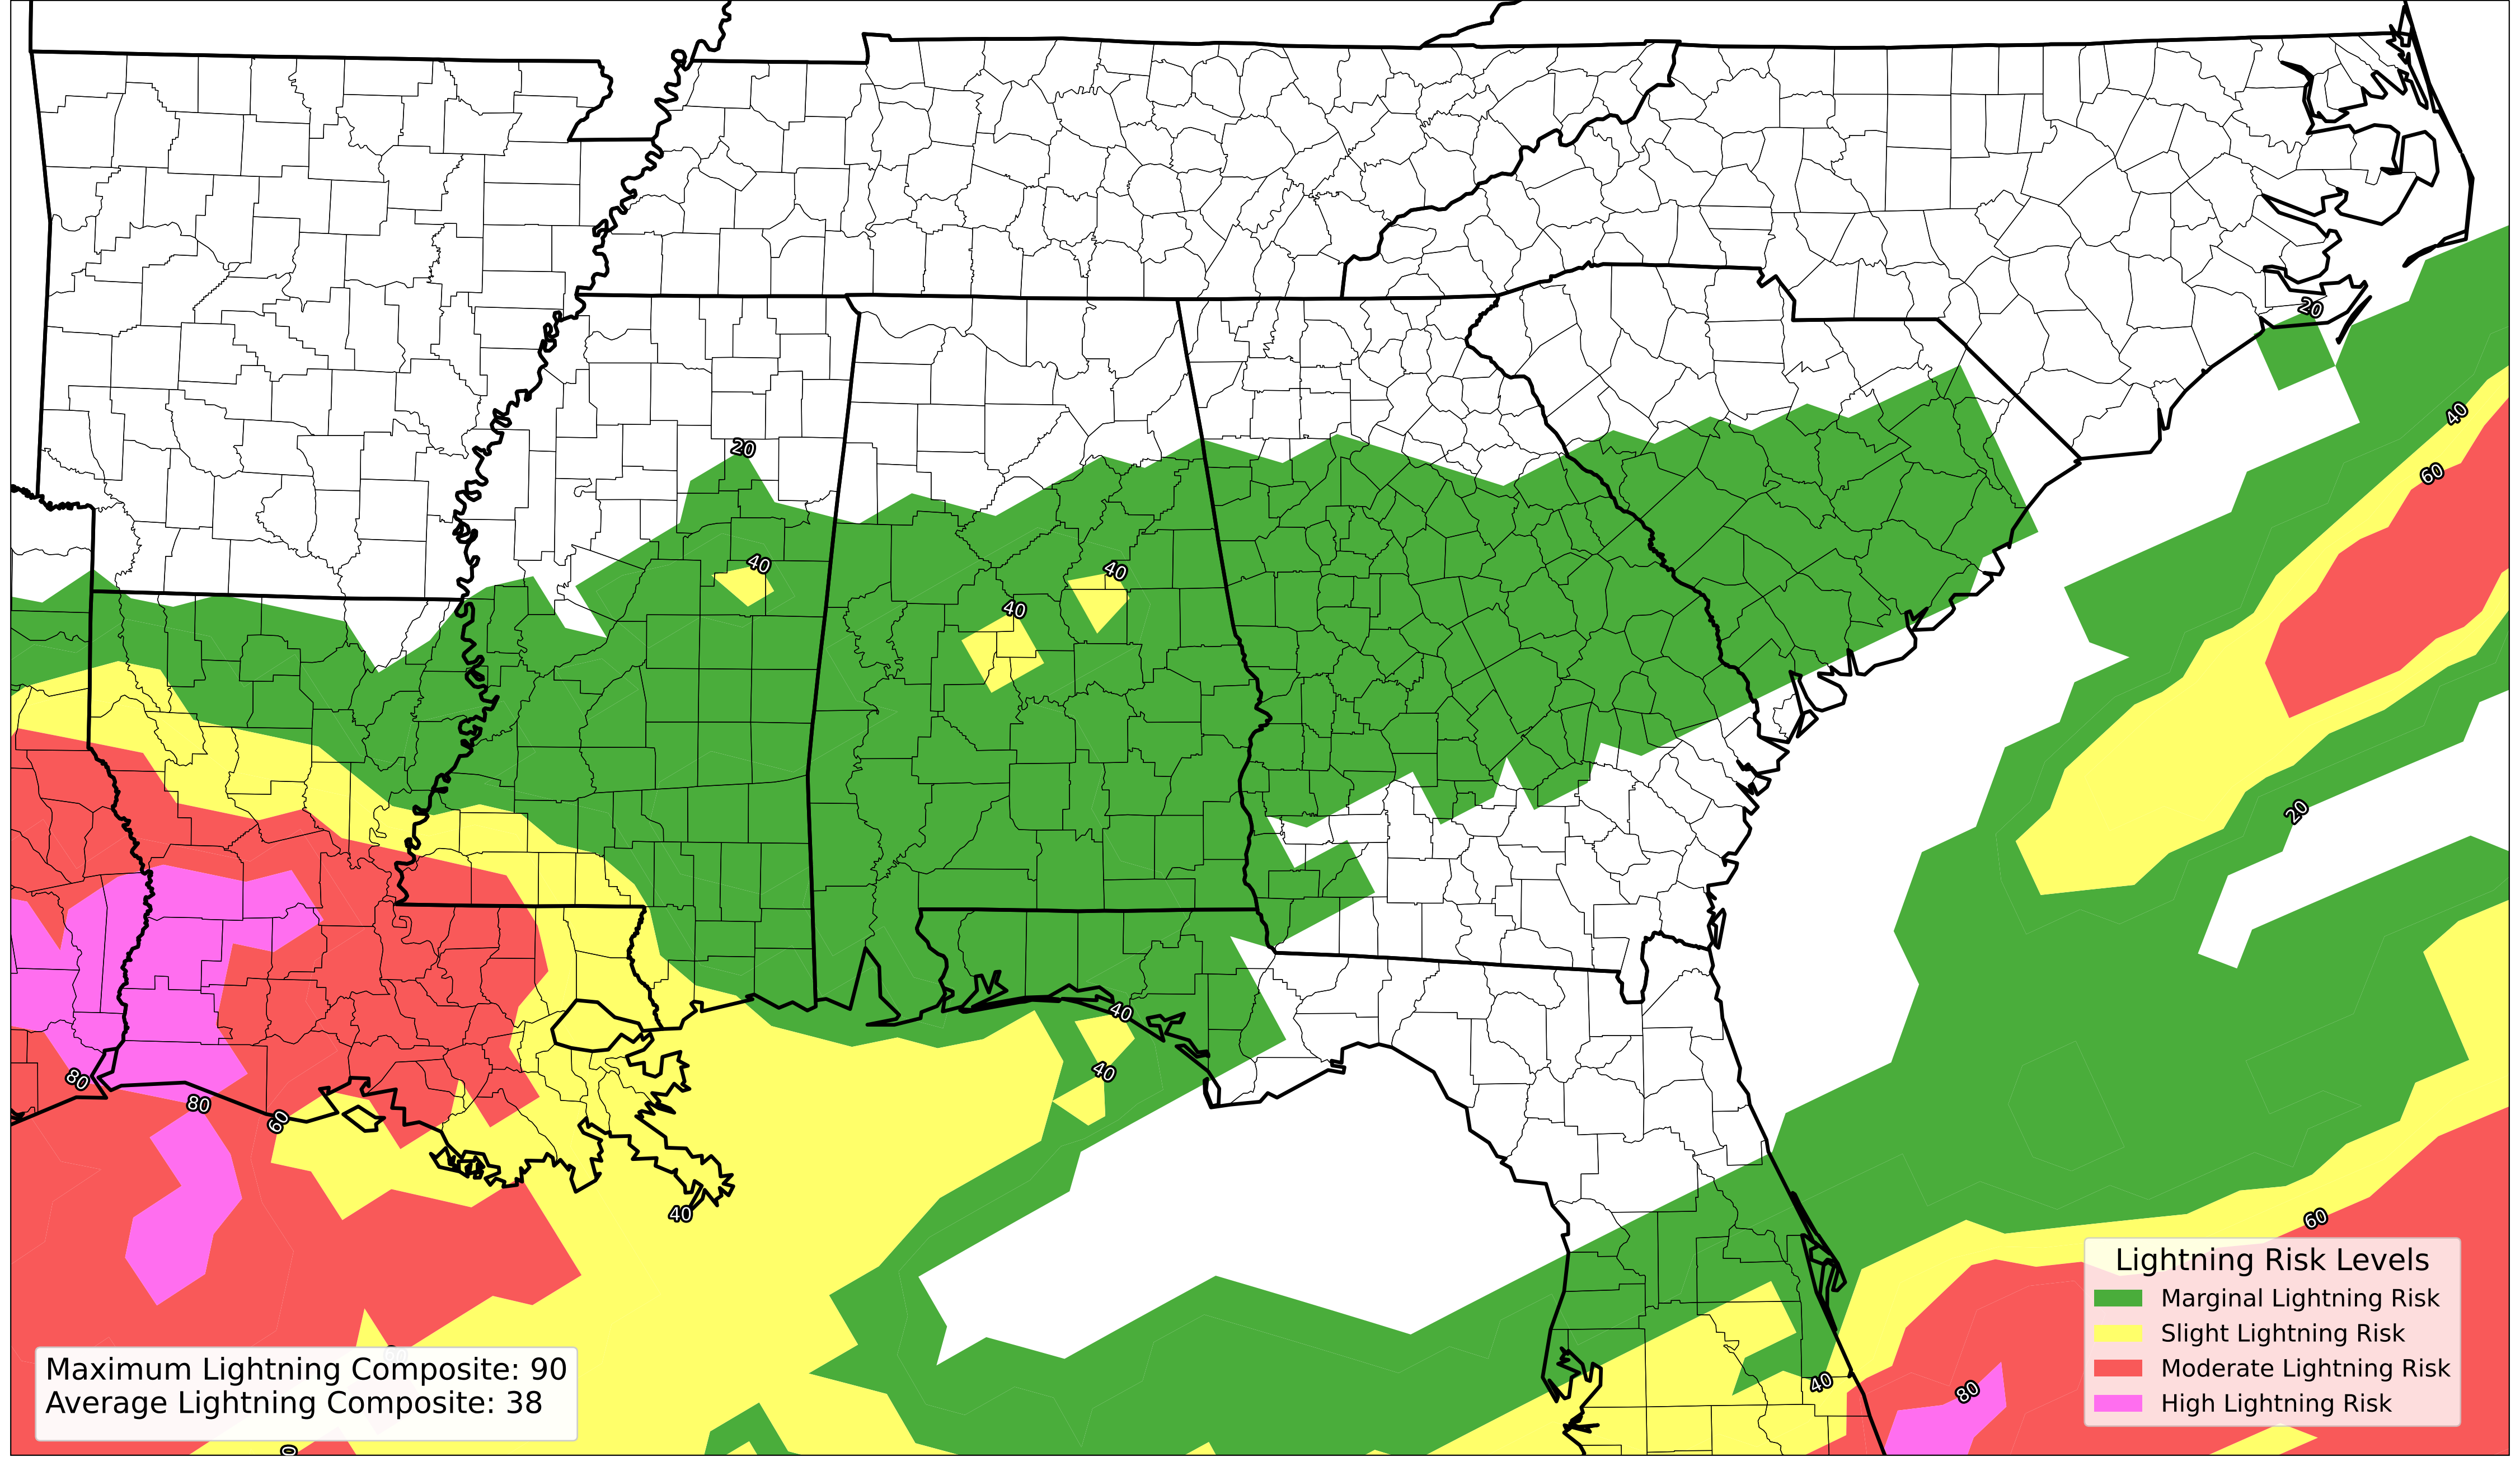 20
20
40
60
40
40
40
20
40
40
80
80
60
40
60
Lightning Risk Levels
Marginal Lightning Risk
Slight Lightning Risk
Moderate Lightning Risk
High Lightning Risk
Maximum Lightning Composite: 90
Average Lightning Composite: 38
40
80